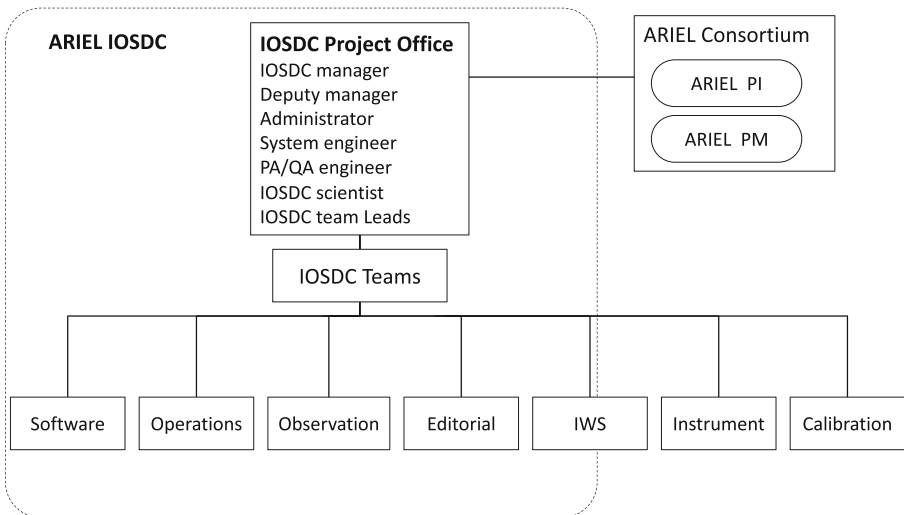 ARIEL IOSDC
IOSDC Project Office
IOSDC manager
Deputy manager
Administrator
System engineer
PA/QA engineer
IOSDC scientist
IOSDC team Leads
ARIEL Consortium
ARIEL PI
ARIEL PM
IOSDC Teams
Software
Operations
Observation
Editorial
IWS
Instrument
Calibration